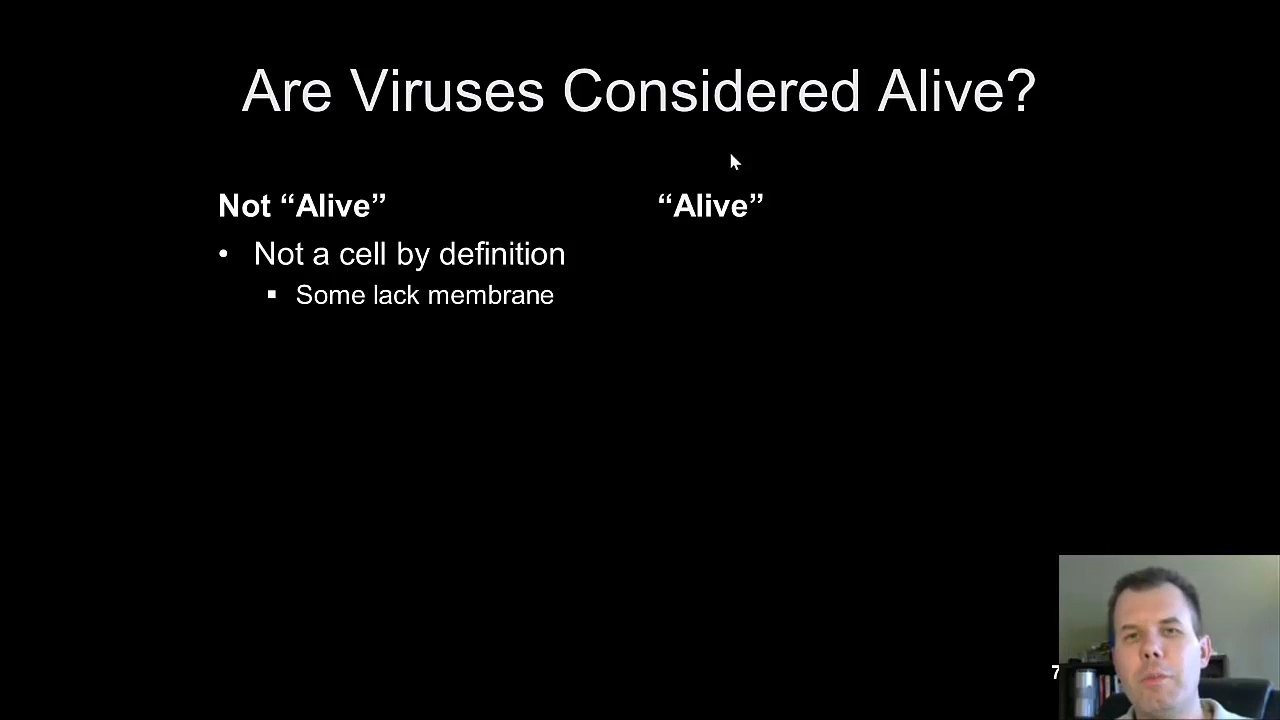 Are Viruses Considered Alive?
Not “Alive”
• Not a cell by definition
▪ Some lack membrane
“Alive”
7